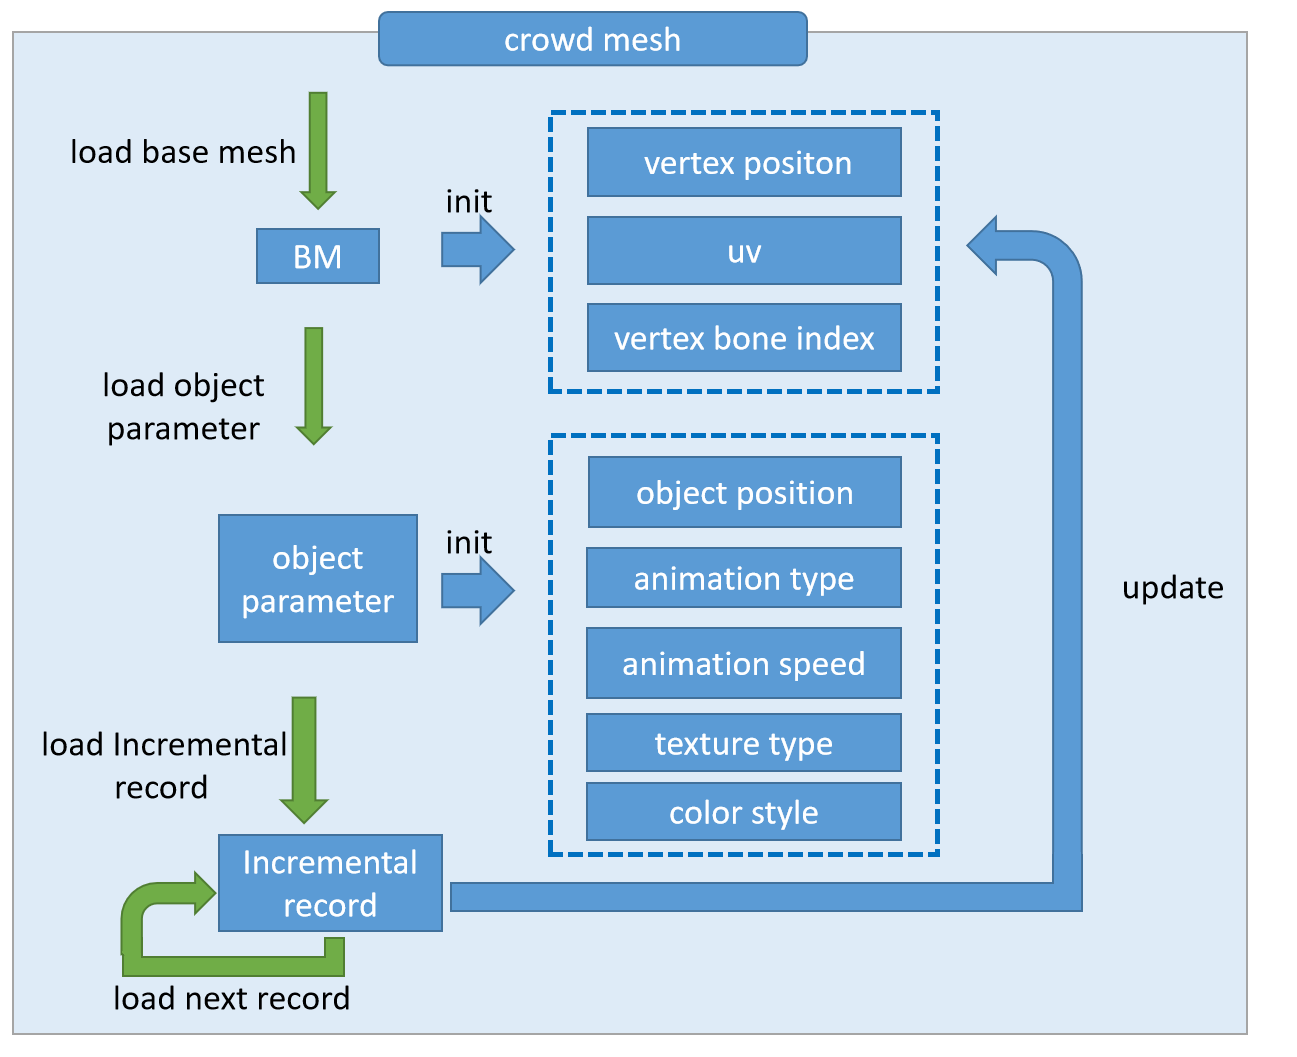 crowd mesh
load base mesh
BM
init
vertex positon
uv
vertex bone index
load object
parameter
object
parameter
init
object position
animation type
animation speed
texture type
color style
update
load Incremental
record
Incremental
record
load next record